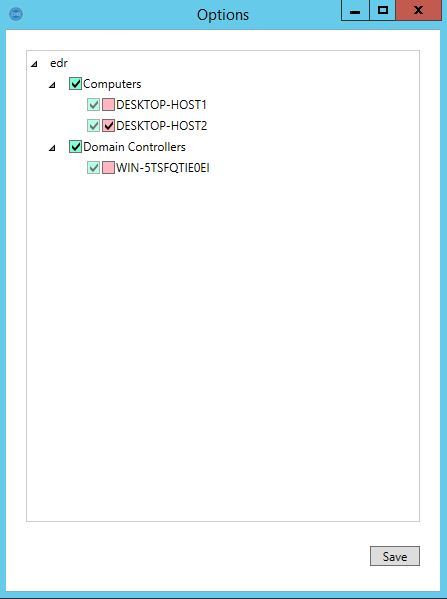 Options
edr
Computers
DESKTOP-HOST1
DESKTOP-HOST2
Domain Controllers
WIN-5TSFQTIE0EI
Save